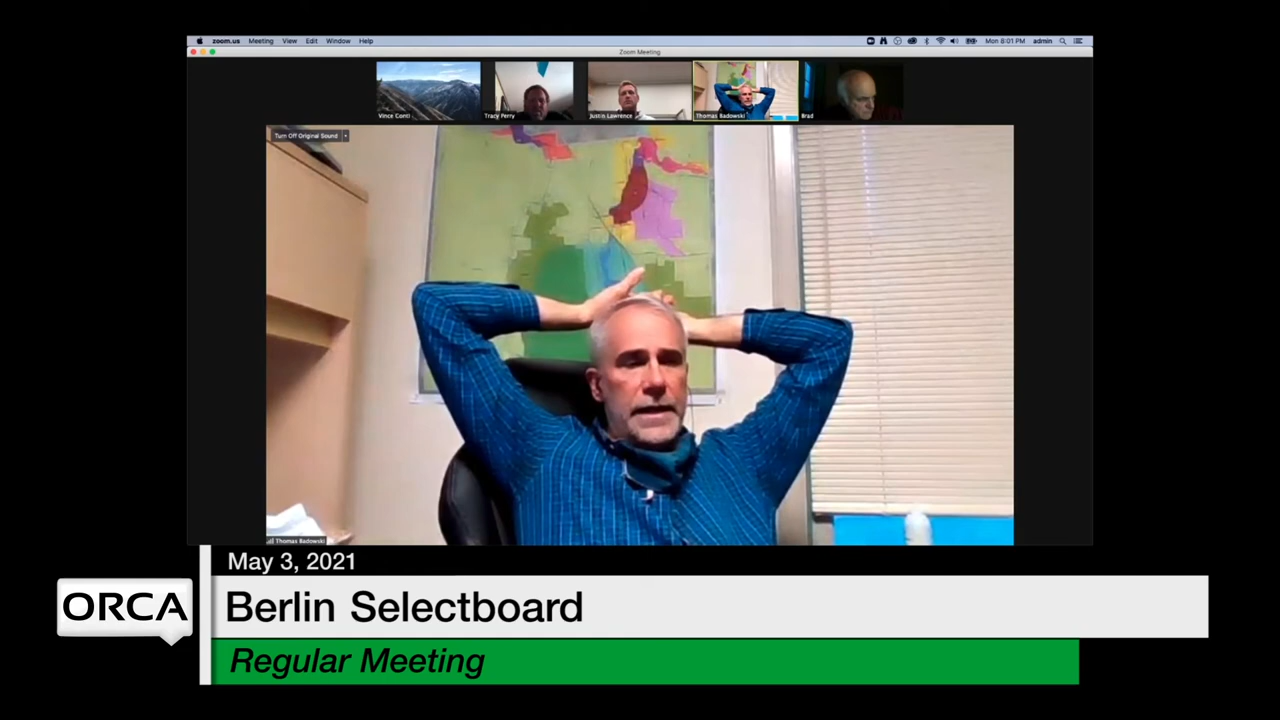 zoom.us Meeting View Edit Window Help Mon 8:01 PM admin
Zoom Meeting
Vince Conti Tracy Perry Justin Lawrence Thomas Badowski Brad
Turn Off Original Sound
Thomas Badowski
May 3, 2021
ORCA
Berlin Selectboard
Regular Meeting